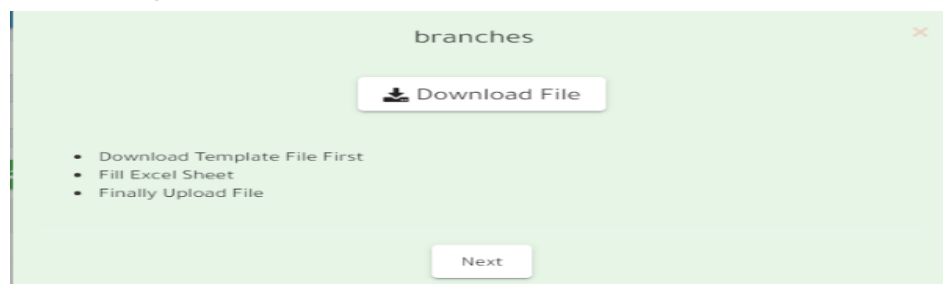 branches
Download File
Download Template File First
Fill Excel Sheet
Finally Upload File
Next